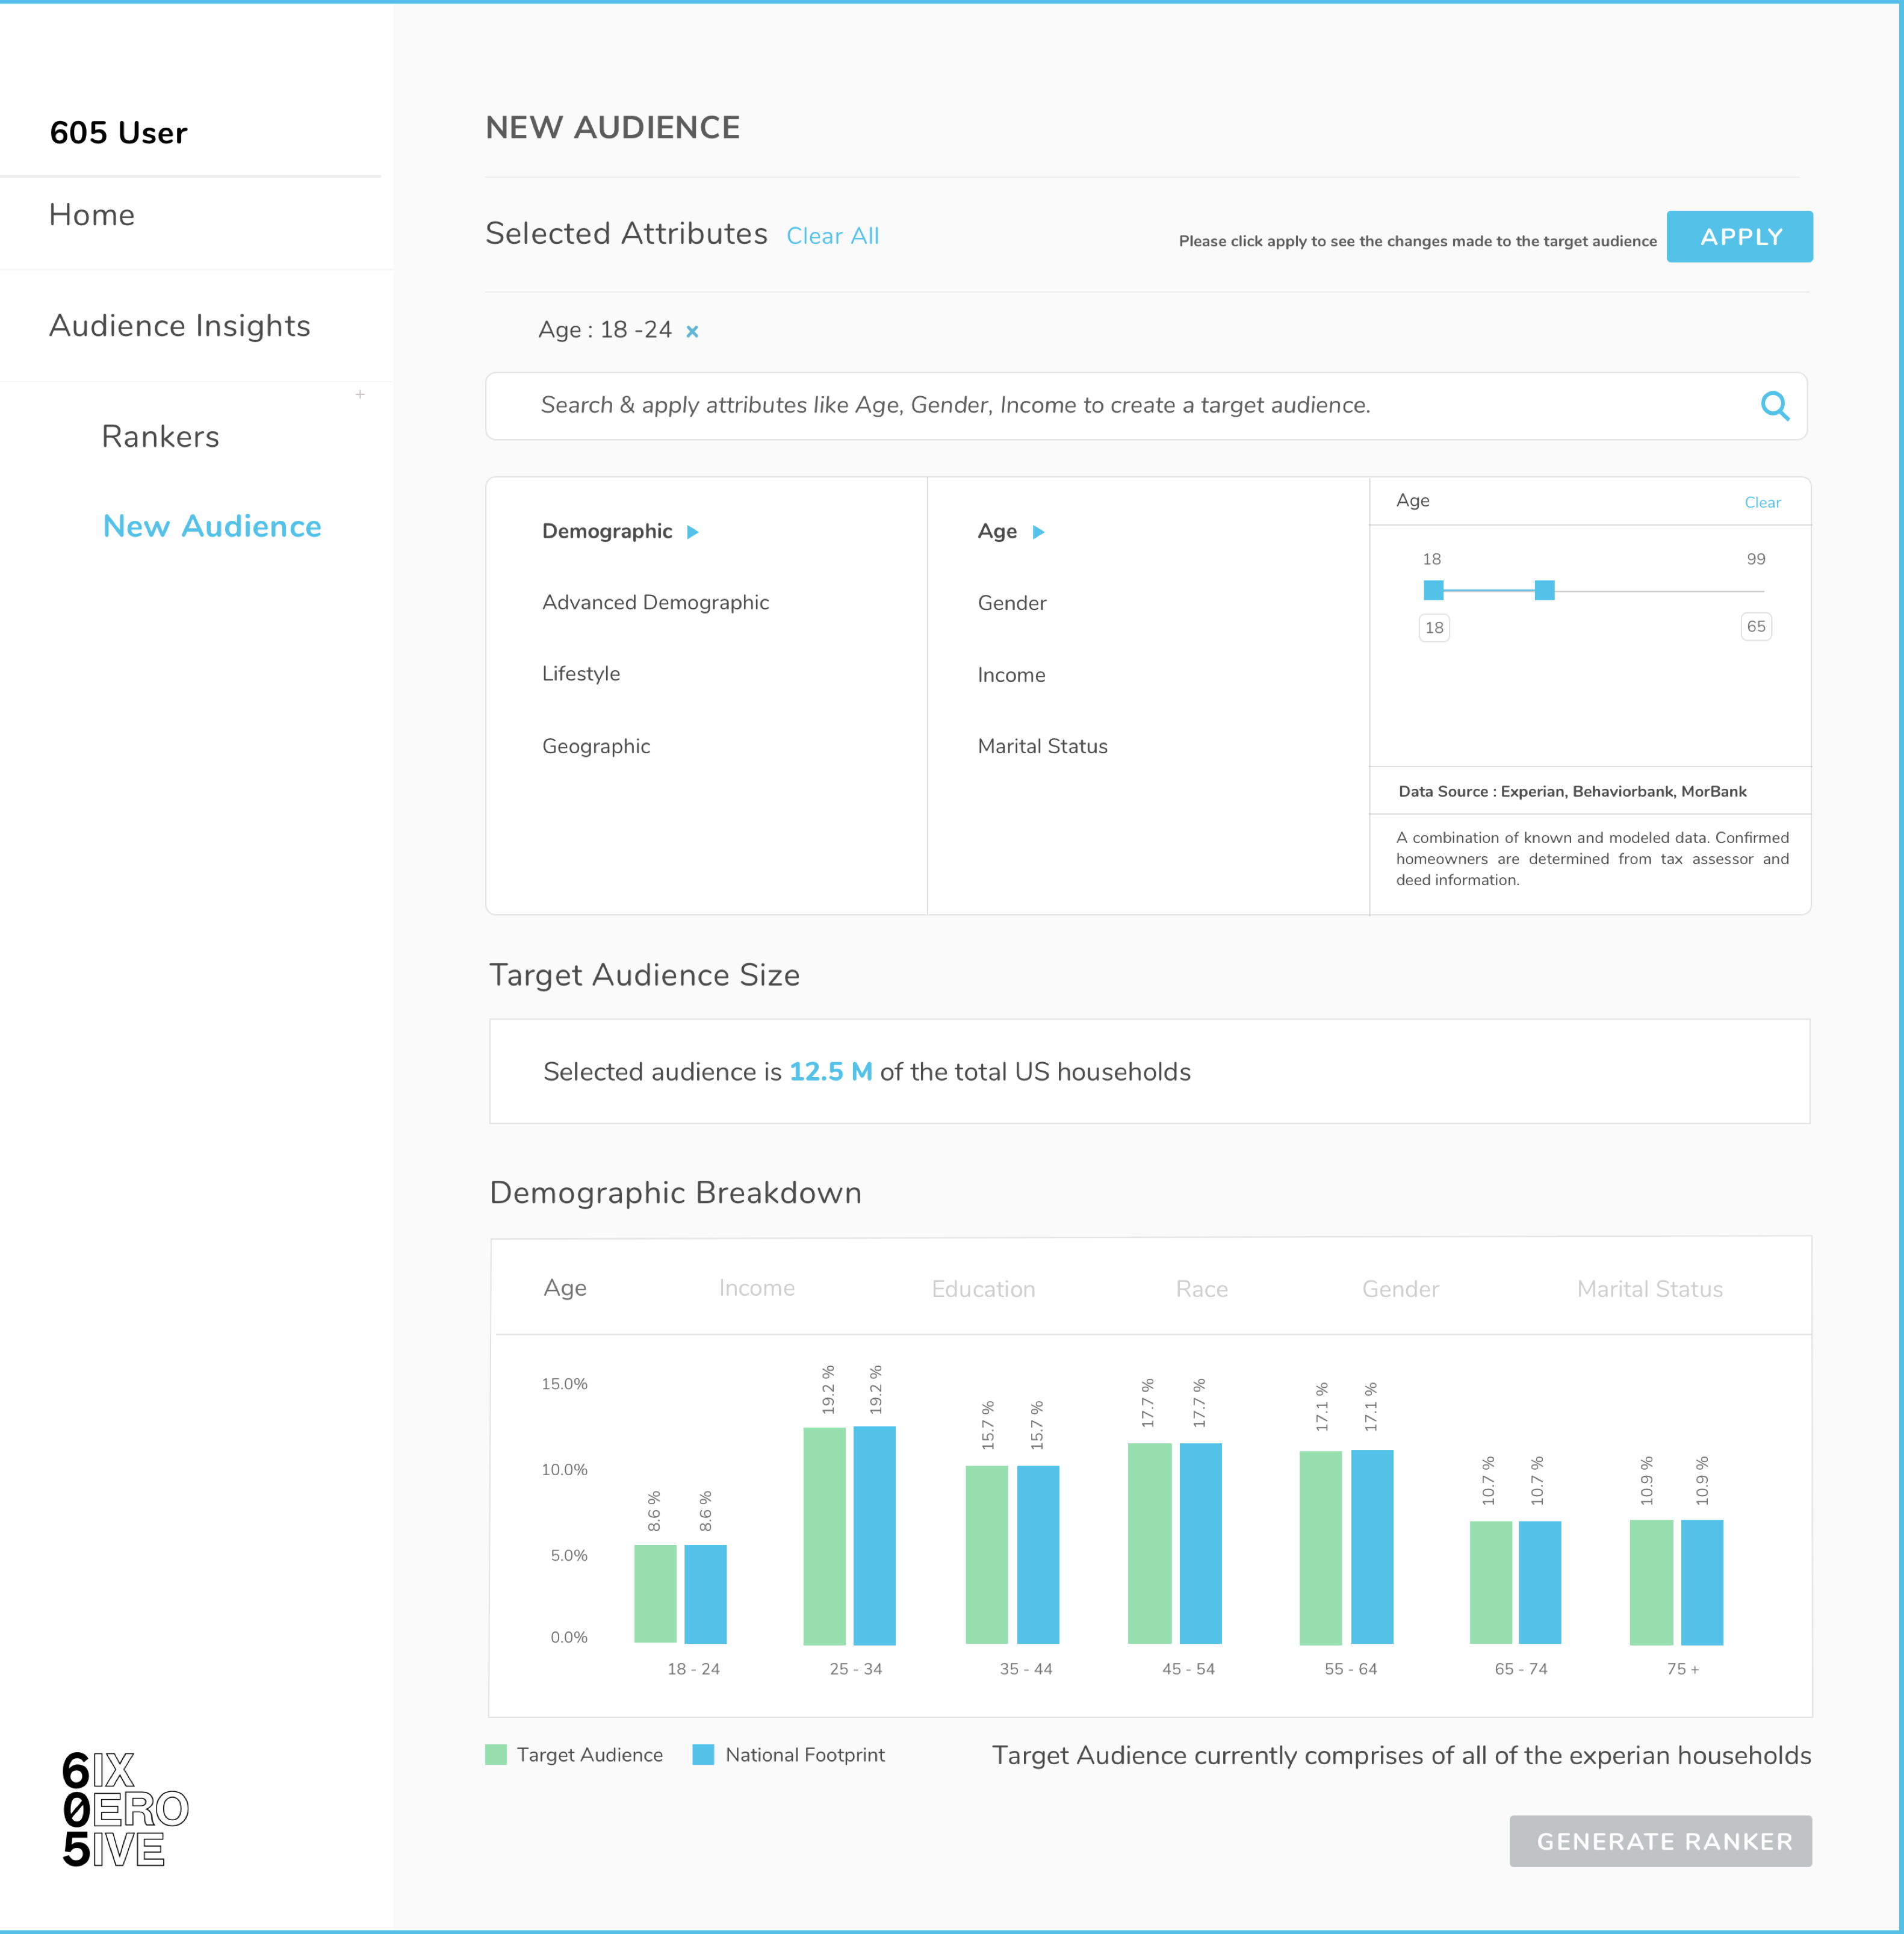 605 User
Home
Audience Insights
+
Rankers
New Audience
6IX
0ERO
5IVE
NEW AUDIENCE
Selected Attributes Clear All Please click apply to see the changes made to the target audience APPLY
Age : 18 -24 x
Search & apply attributes like Age, Gender, Income to create a target audience.
Demographic
Advanced Demographic
Lifestyle
Geographic
Age
Gender
Income
Marital Status
Age Clear
18 99
18 65
Data Source : Experian, Behaviorbank, MorBank
A combination of known and modeled data. Confirmed
homeowners are determined from tax assessor and
deed information.
Target Audience Size
Selected audience is 12.5 M of the total US households
Demographic Breakdown
Age Income Education Race Gender Marital Status
15.0%
10.0%
5.0%
0.0%
8.6 % 8.6 % 19.2 % 19.2 % 15.7 % 15.7 % 17.7 % 17.7 % 17.1 % 17.1 % 10.7 % 10.7 % 10.9 % 10.9 %
18 - 24 25 - 34 35 - 44 45 - 54 55 - 64 65 - 74 75 +
Target Audience National Footprint Target Audience currently comprises of all of the experian households
GENERATE RANKER